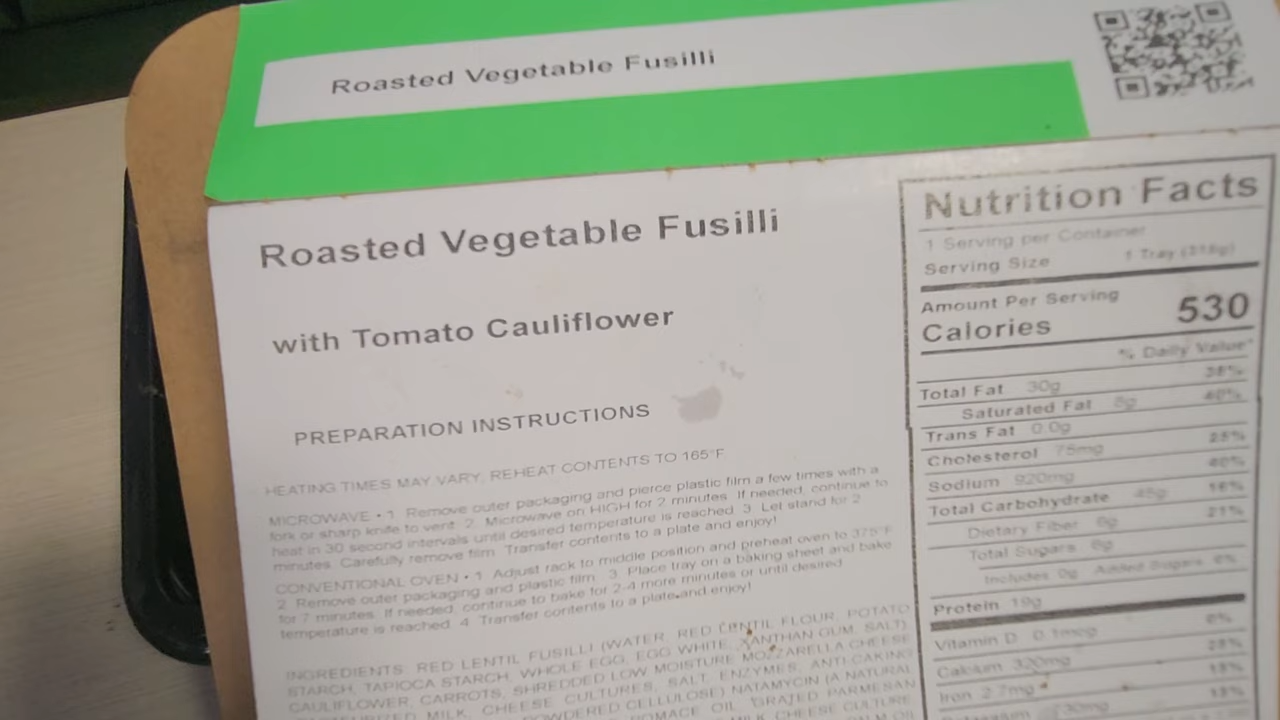 Roasted Vegetable Fusilli
Roasted Vegetable Fusilli
with Tomato Cauliflower
PREPARATION INSTRUCTIONS
HEATING TIMES MAY VARY. REHEAT CONTENTS TO 165°F
MICROWAVE • 1. Remove outer packaging and pierce plastic film a few times with a
fork or sharp knife to vent. 2. Microwave on HIGH for 2 minutes. If needed, continue to
heat in 30 second intervals until desired temperature is reached. 3. Let stand for 2
minutes. Carefully remove film. Transfer contents to a plate and enjoy!
CONVENTIONAL OVEN • 1. Adjust rack to middle position and preheat oven to 375°F
2. Remove outer packaging and plastic film. 3. Place tray on a baking sheet and bake
for 7 minutes. If needed, continue to bake for 2-4 more minutes or until desired
temperature is reached. 4. Transfer contents to a plate and enjoy!
INGREDIENTS: RED LENTIL FUSILLI (WATER, RED LENTIL FLOUR, POTATO
STARCH, TAPIOCA STARCH, WHOLE EGG, EGG WHITE, XANTHAN GUM, SALT),
CAULIFLOWER, CARROTS, SHREDDED LOW MOISTURE MOZZARELLA CHEESE
MILK, CHEESE CULTURES, SALT, ENZYMES, ANTI-CAKING
POWDERED CELLULOSE) NATAMYCIN (A NATURAL
POMACE OIL, GRATED PARMESAN
MILK, CHEESE CULTURE
Nutrition Facts
1 Serving per Container
Serving Size 1 Tray
Amount Per Serving
Calories 530
% Daily Value*
Total Fat 30g 38%
Saturated Fat 8g 40%
Trans Fat 0.0g
Cholesterol 75mg 25%
Sodium 920mg 40%
Total Carbohydrate 16%
Dietary Fiber 21%
Total Sugars
Includes 0g Added Sugars 0%
Protein 19g
Vitamin D 0.1mcg 0%
Calcium 320mg 25%
Iron 2.7mg 15%